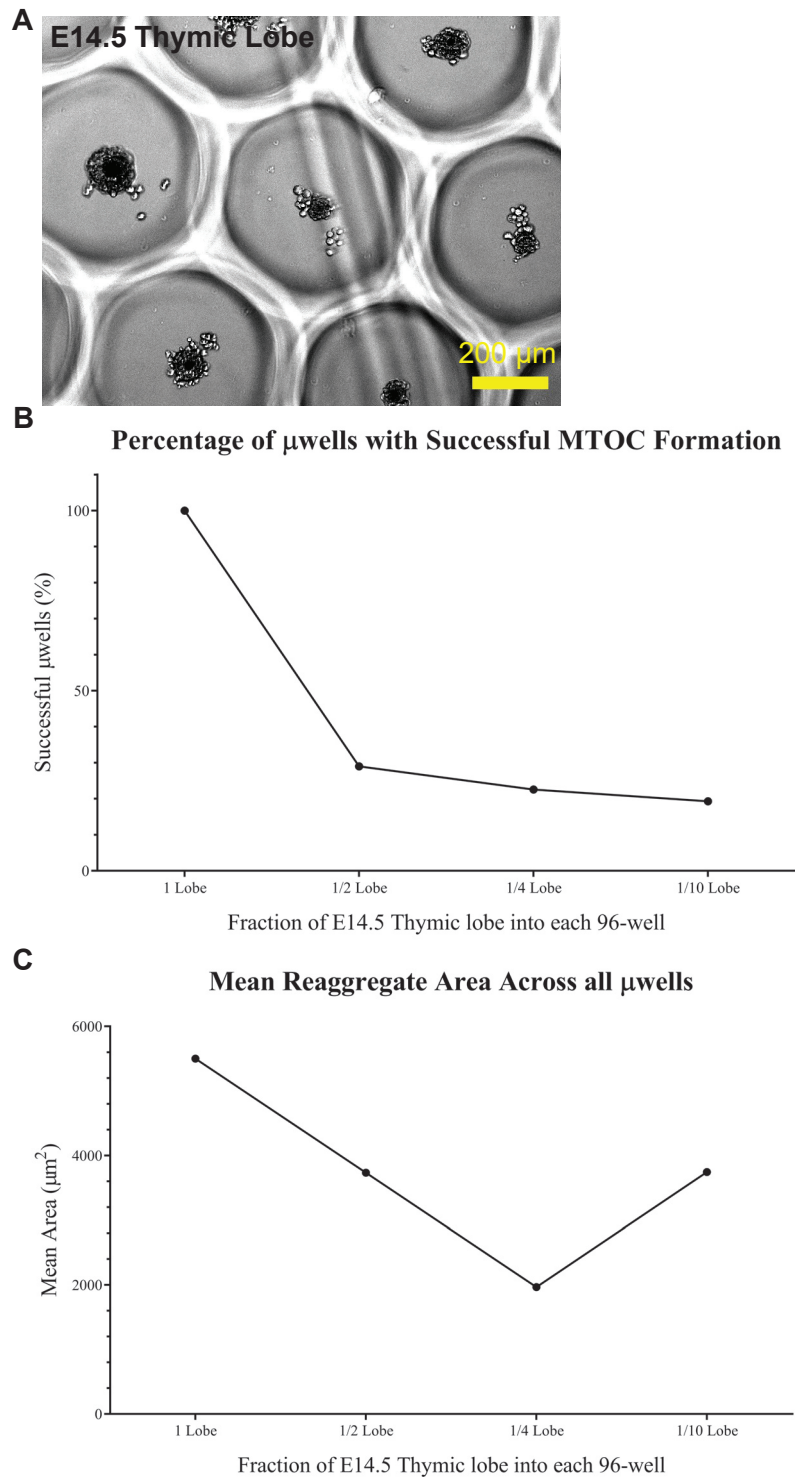 A
E14.5 Thymic Lobe
200 μm
B
Percentage of μwells with Successful MTOC Formation
100
50
0
Successful μwells (%)
1 Lobe
1/2 Lobe
1/4 Lobe
1/10 Lobe
Fraction of E14.5 Thymic lobe into each 96-well
C
Mean Reaggregate Area Across all μwells
6000
4000
2000
0
Mean Area (μm²)
1 Lobe
1/2 Lobe
1/4 Lobe
1/10 Lobe
Fraction of E14.5 Thymic lobe into each 96-well